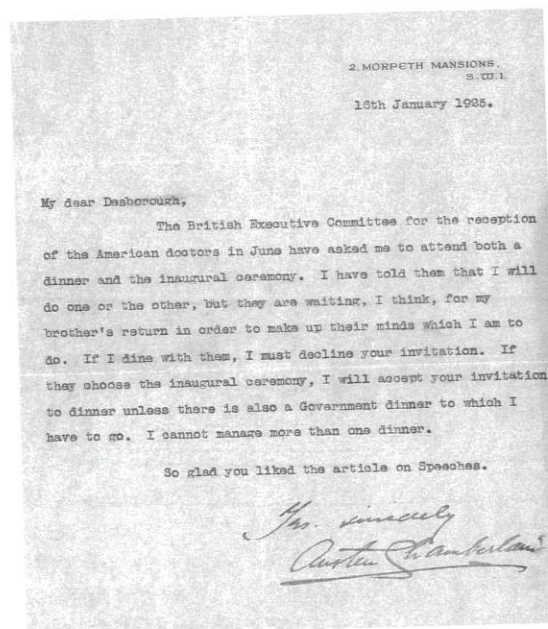 2. MORPETH MANSIONS.
S.W.1.
16th January 1925.
My dear Desborough,
The British Executive Committee for the reception
of the American doctors in June have asked me to attend both a
dinner and the inaugural ceremony. I have told them that I will
do one or the other, but they are waiting, I think, for my
brother's return in order to make up their minds which I am to
do. If I dine with them, I must decline your invitation. If
they choose the inaugural ceremony, I will accept your invitation
to dinner unless there is also a Government dinner to which I
have to go. I cannot manage more than one dinner.
So glad you liked the article on Speeches.
Yrs. sincerely
Austen Chamberlain